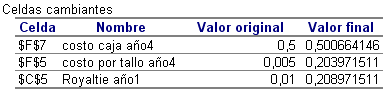 Celdas cambiantes
Celda Nombre Valor original Valor final
$F$7 costo caja año4 0,5 0,500664146
$F$5 costo por tallo año4 0,005 0,203971511
$C$5 Royaltie año1 0,01 0,208971511